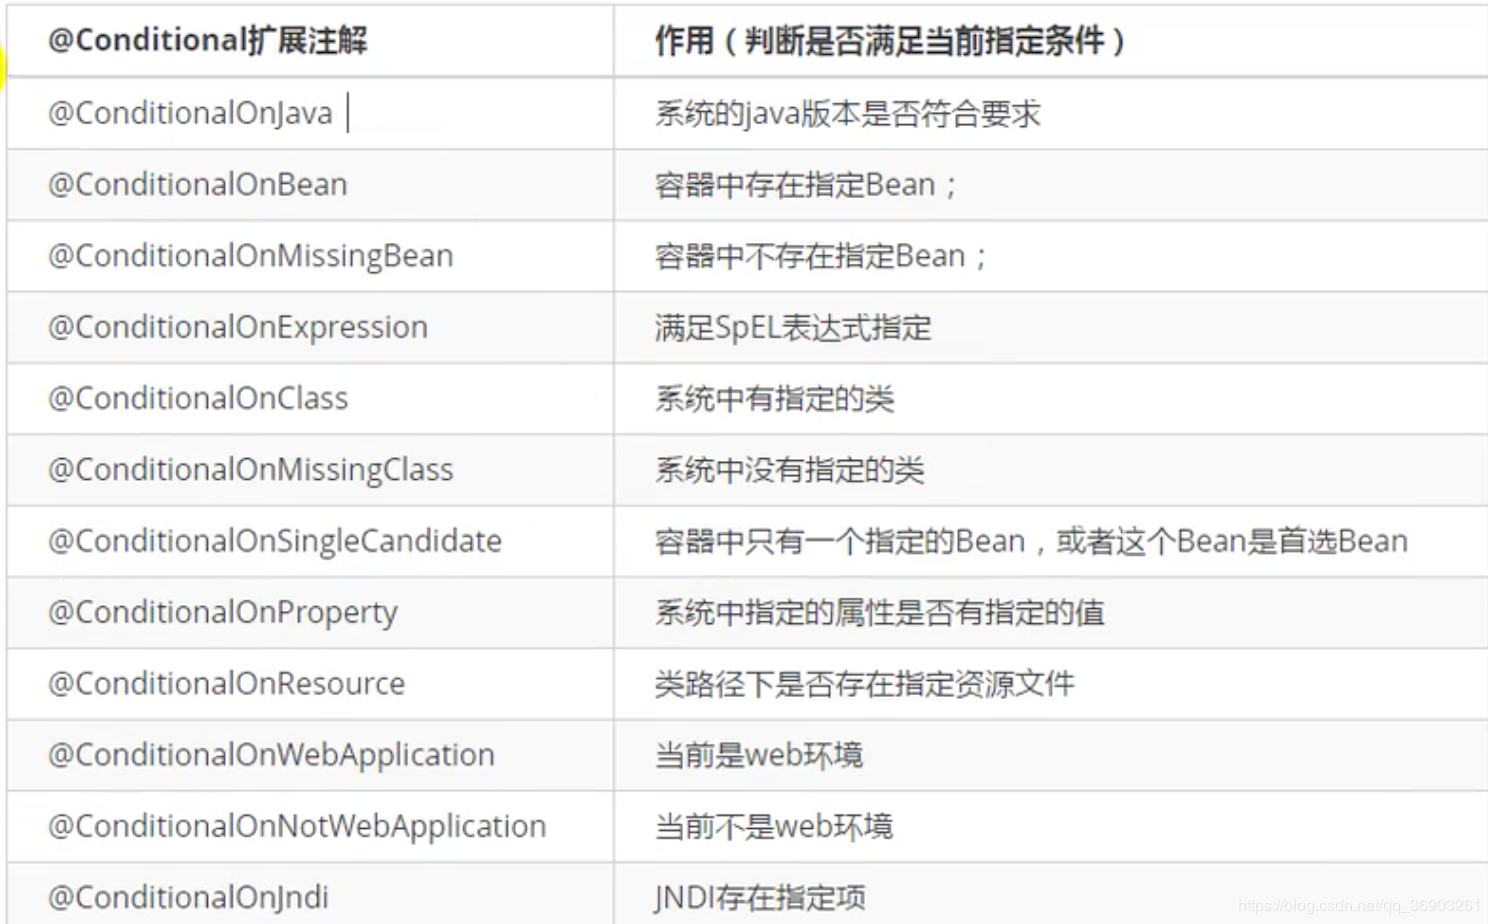 @Conditional扩展注解 作用（判断是否满足当前指定条件）
@ConditionalOnJava 系统的java版本是否符合要求
@ConditionalOnBean 容器中存在指定Bean；
@ConditionalOnMissingBean 容器中不存在指定Bean；
@ConditionalOnExpression 满足SpEL表达式指定
@ConditionalOnClass 系统中有指定的类
@ConditionalOnMissingClass 系统中没有指定的类
@ConditionalOnSingleCandidate 容器中只有一个指定的Bean，或者这个Bean是首选Bean
@ConditionalOnProperty 系统中指定的属性是否有指定的值
@ConditionalOnResource 类路径下是否存在指定资源文件
@ConditionalOnWebApplication 当前是web环境
@ConditionalOnNotWebApplication 当前不是web环境
@ConditionalOnJndi JNDI存在指定项
https://blog.csdn.net/qq_36903261